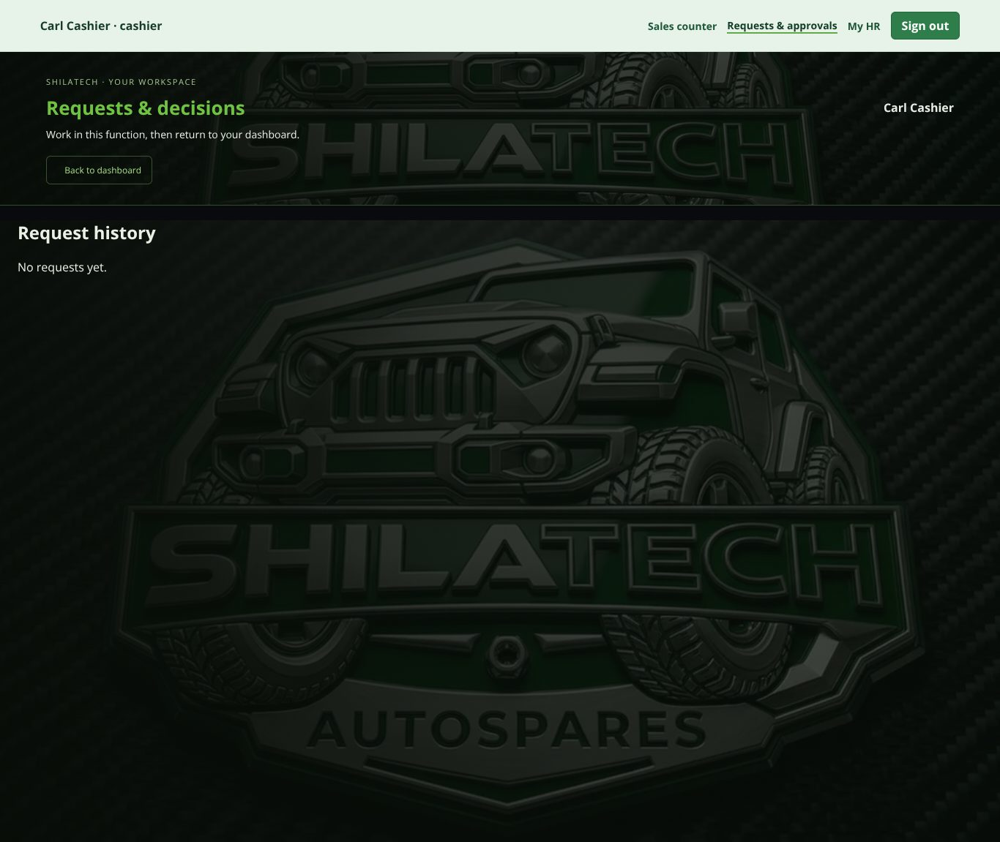 Carl Cashier · cashier
Sales counter
Requests & approvals
My HR
Sign out
SHILATECH · YOUR WORKSPACE
Requests & decisions
Carl Cashier
Work in this function, then return to your dashboard.
Back to dashboard
SHILATECH
Request history
No requests yet.
SHILATECH
AUTOSPARES